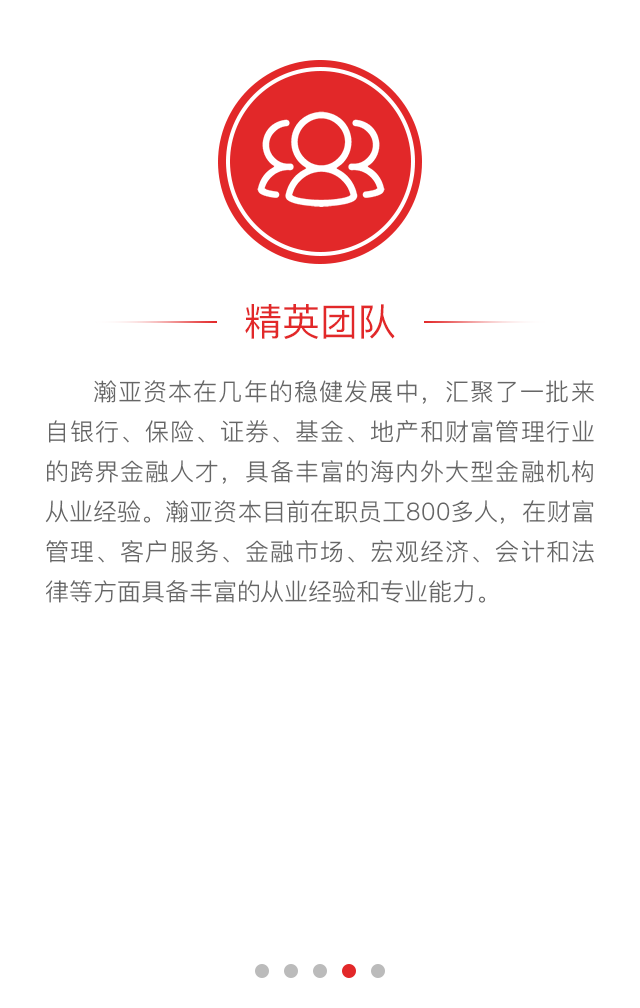 精英团队
瀚亚资本在几年的稳健发展中，汇聚了一批来
自银行、保险、证券、基金、地产和财富管理行业
的跨界金融人才，具备丰富的海内外大型金融机构
从业经验。瀚亚资本目前在职员工800多人，在财富
管理、客户服务、金融市场、宏观经济、会计和法
律等方面具备丰富的从业经验和专业能力。